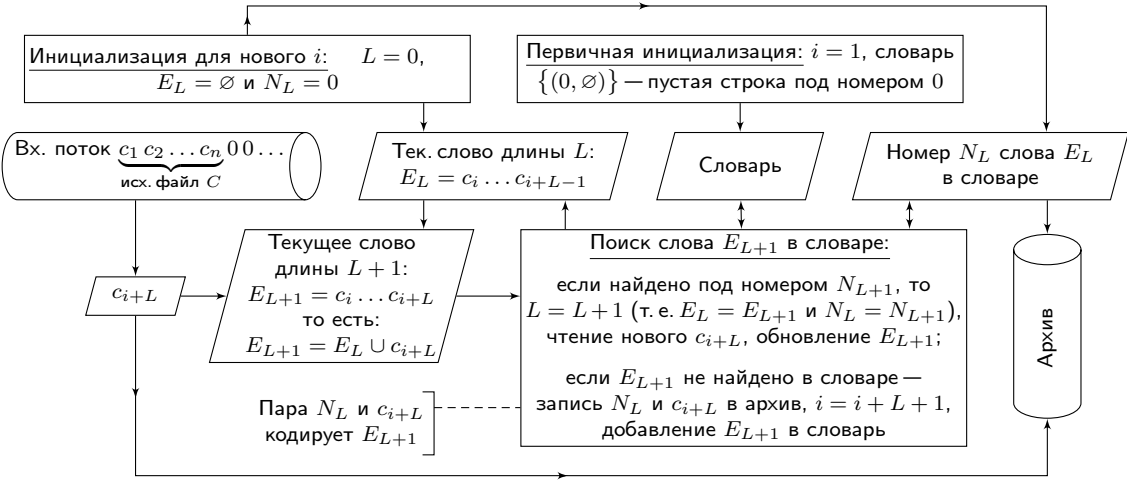 Инициализация для нового i: L = 0,
E_L = ∅ и N_L = 0
Первичная инициализация: i = 1, словарь
{(0, ∅)} — пустая строка под номером 0
Вх. поток c_1 c_2 … c_n 0 0 …
исх. файл C
Тек. слово длины L:
E_L = c_i … c_{i+L−1}
Словарь
Номер N_L слова E_L
в словаре
c_{i+L}
Текущее слово
длины L + 1:
E_{L+1} = c_i … c_{i+L}
то есть:
E_{L+1} = E_L ∪ c_{i+L}
Поиск слова E_{L+1} в словаре:
если найдено под номером N_{L+1}, то
L = L + 1 (т. е. E_L = E_{L+1} и N_L = N_{L+1}),
чтение нового c_{i+L}, обновление E_{L+1};
если E_{L+1} не найдено в словаре —
запись N_L и c_{i+L} в архив, i = i + L + 1,
добавление E_{L+1} в словарь
Архив
Пара N_L и c_{i+L}
кодирует E_{L+1}